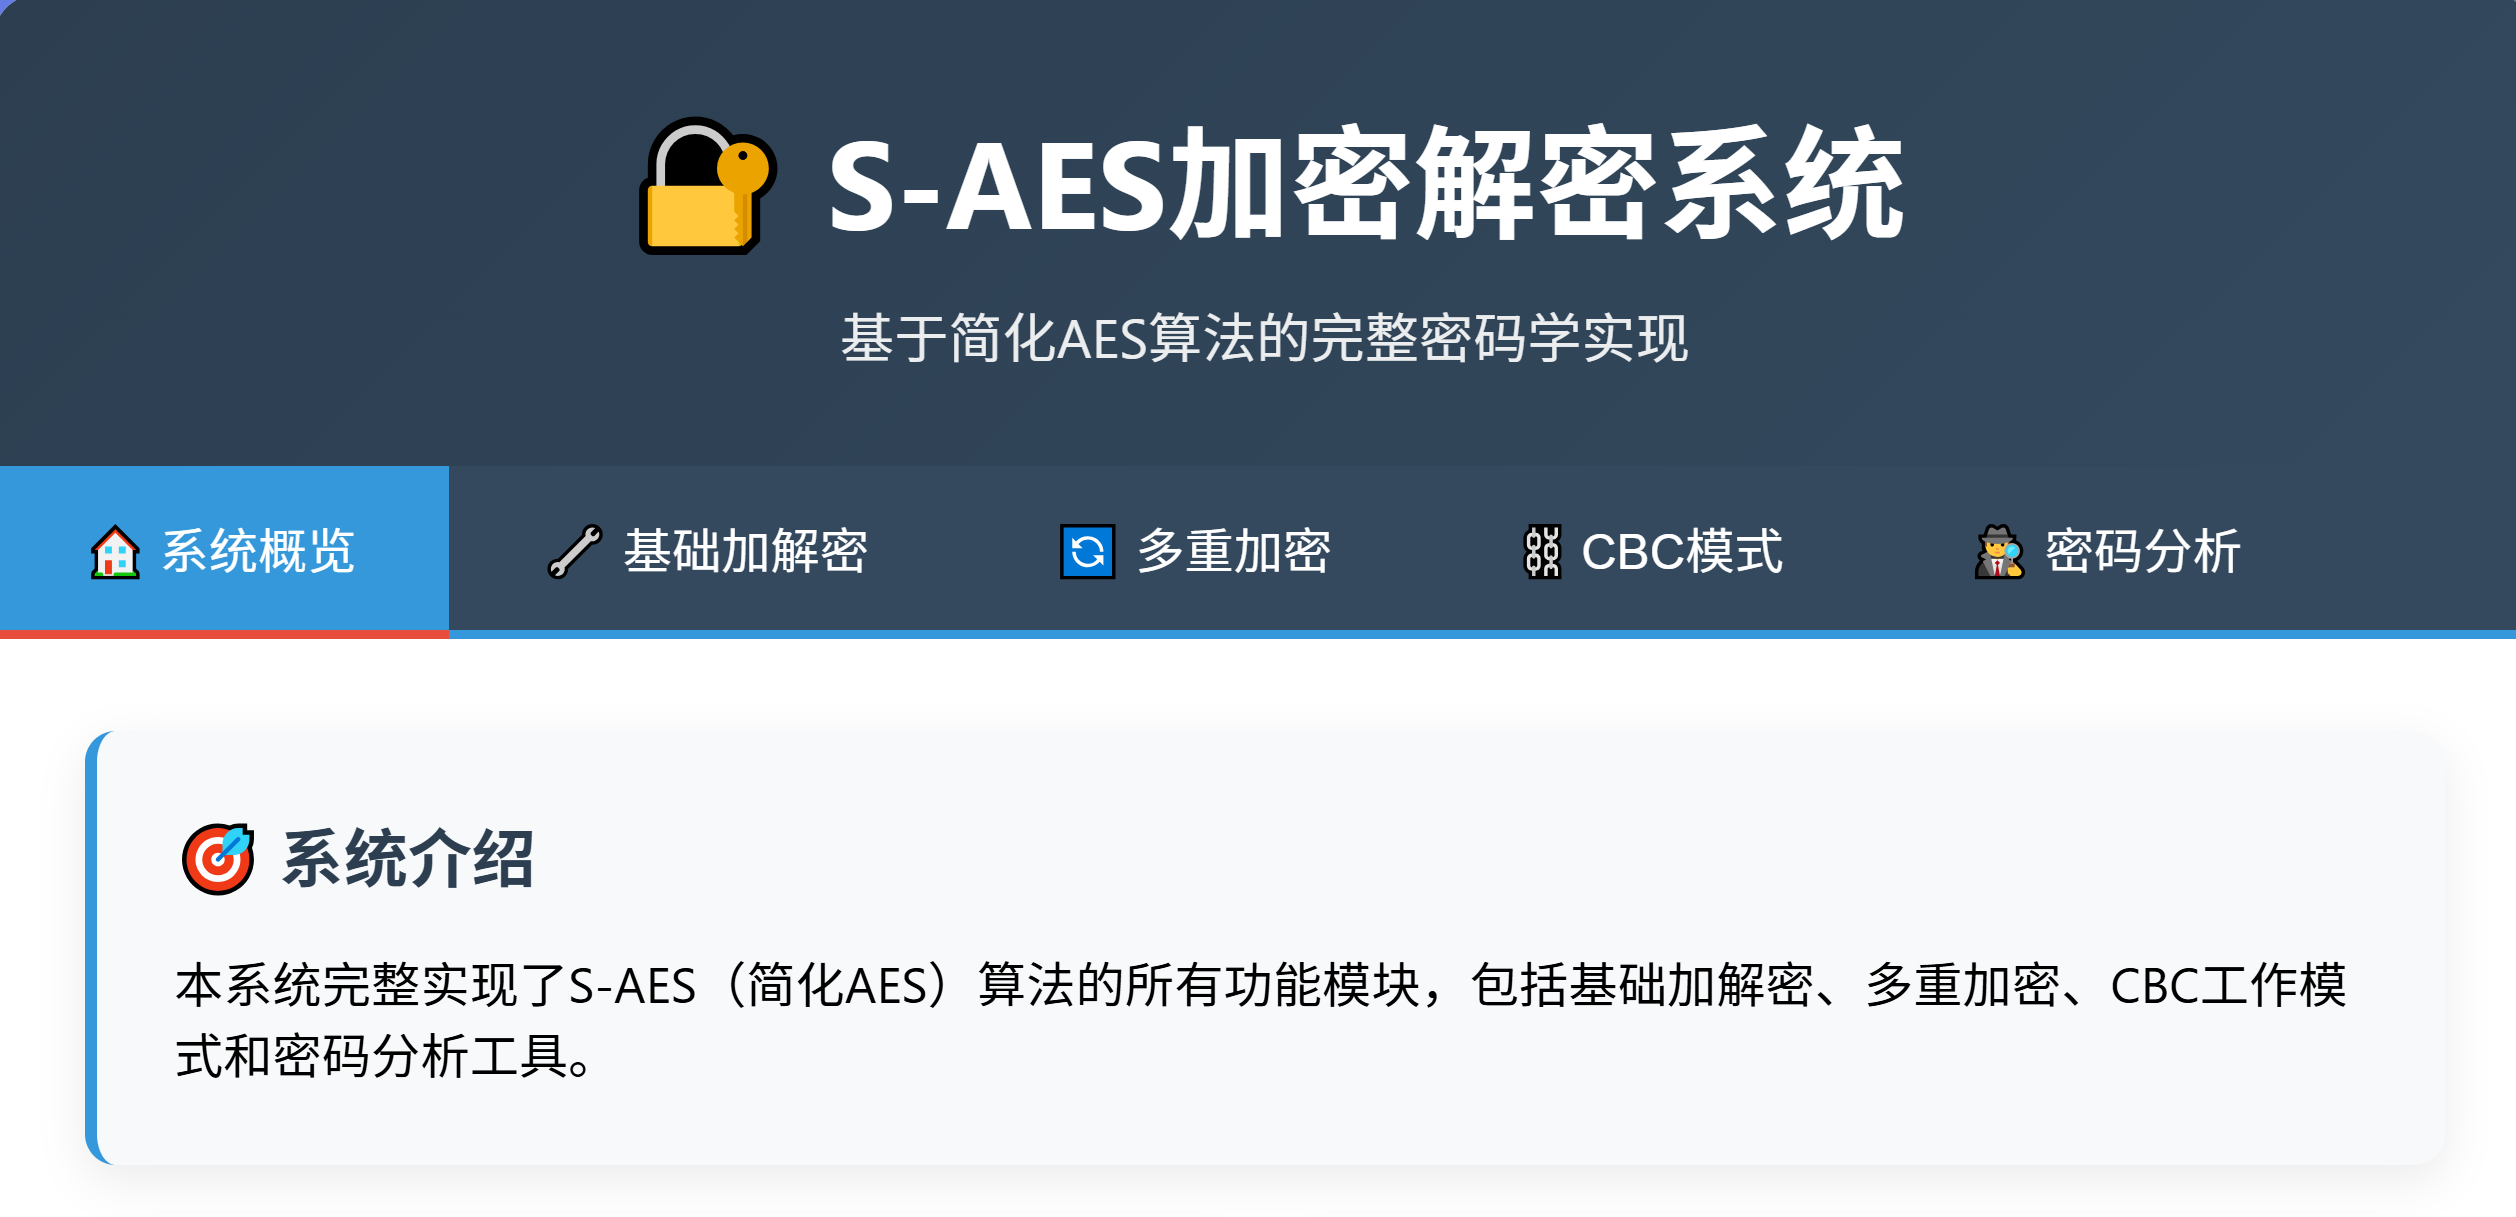 S-AES加密解密系统
基于简化AES算法的完整密码学实现
系统概览
基础加解密
多重加密
CBC模式
密码分析
系统介绍
本系统完整实现了S-AES（简化AES）算法的所有功能模块，包括基础加解密、多重加密、CBC工作模
式和密码分析工具。